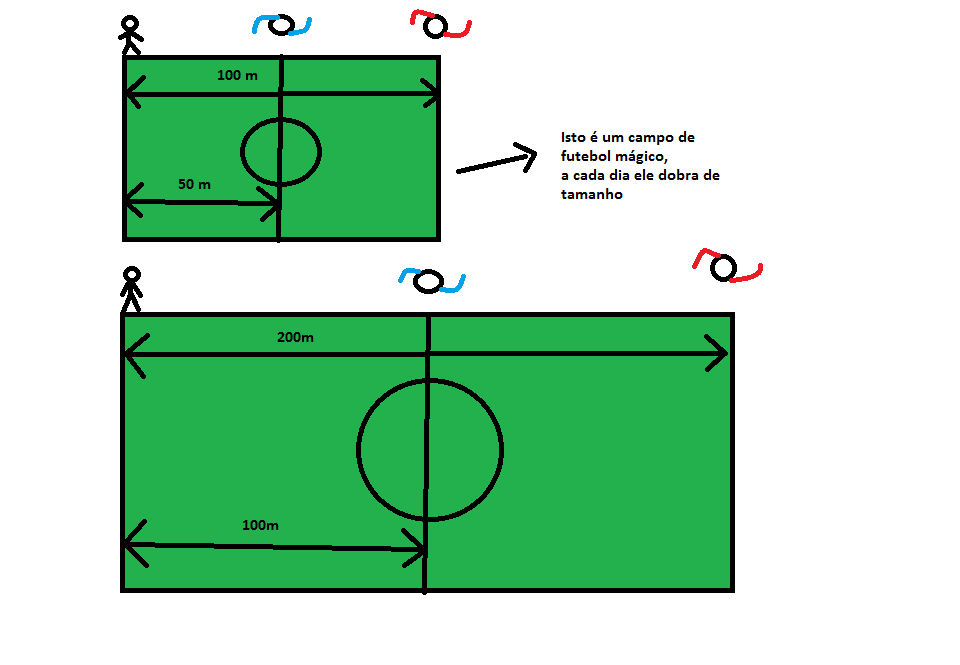 100 m
50 m
Isto é um campo de
futebol mágico,
a cada dia ele dobra de
tamanho
200m
100m